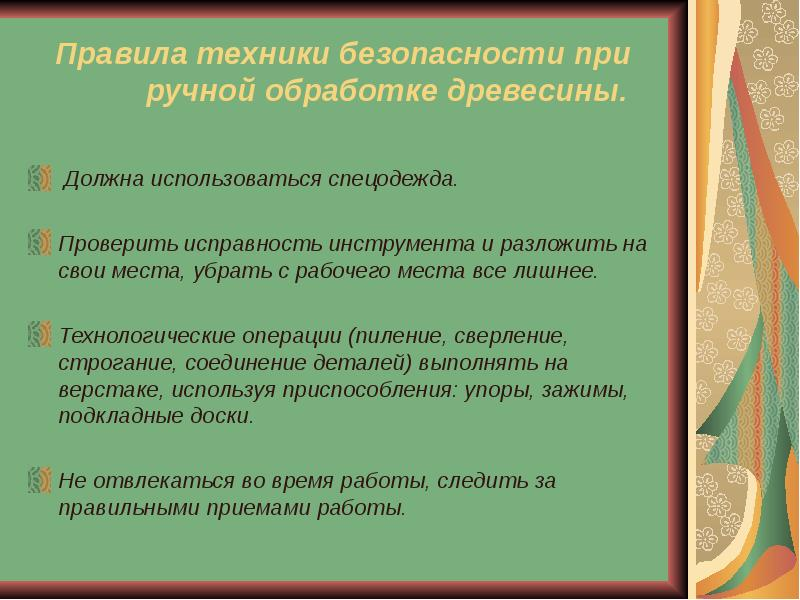 Правила техники безопасности при
ручной обработке древесины.
Должна использоваться спецодежда.
Проверить исправность инструмента и разложить на
свои места, убрать с рабочего места все лишнее.
Технологические операции (пиление, сверление,
строгание, соединение деталей) выполнять на
верстаке, используя приспособления: упоры, зажимы,
подкладные доски.
Не отвлекаться во время работы, следить за
правильными приемами работы.